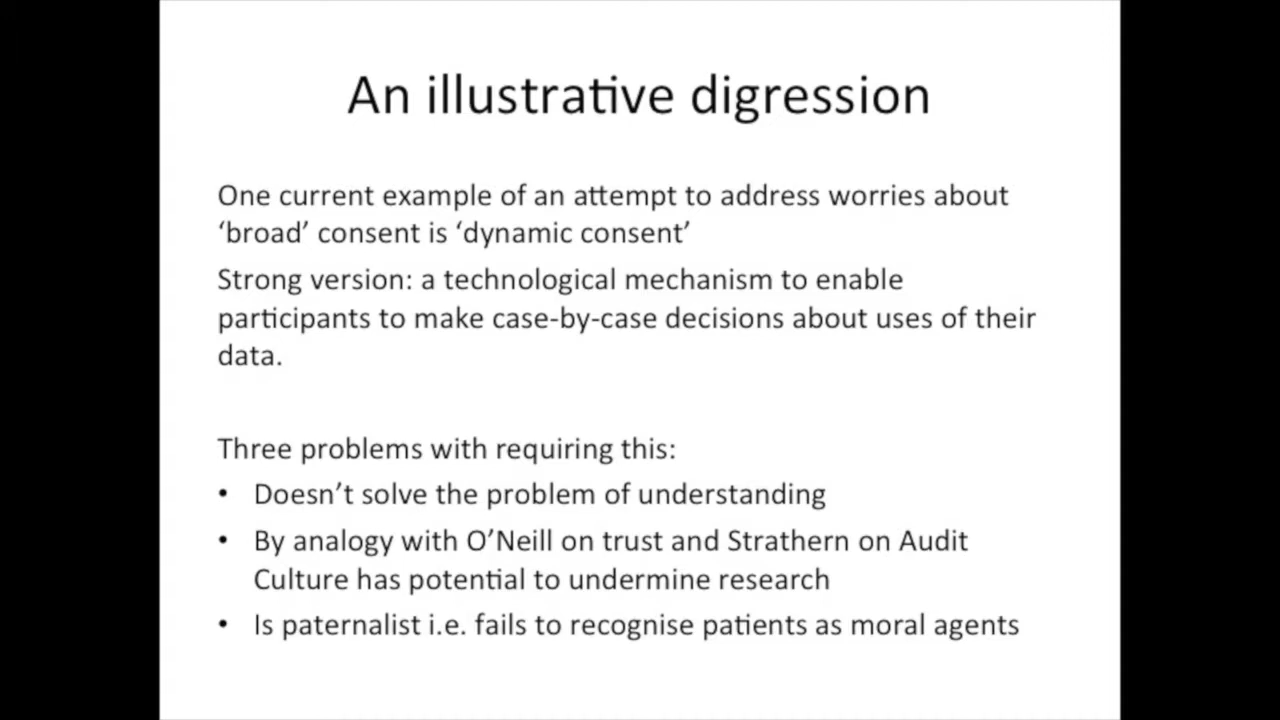 An illustrative digression
One current example of an attempt to address worries about
‘broad’ consent is ‘dynamic consent’
Strong version: a technological mechanism to enable
participants to make case-by-case decisions about uses of their
data.
Three problems with requiring this:
• Doesn’t solve the problem of understanding
• By analogy with O’Neill on trust and Strathern on Audit
Culture has potential to undermine research
• Is paternalist i.e. fails to recognise patients as moral agents